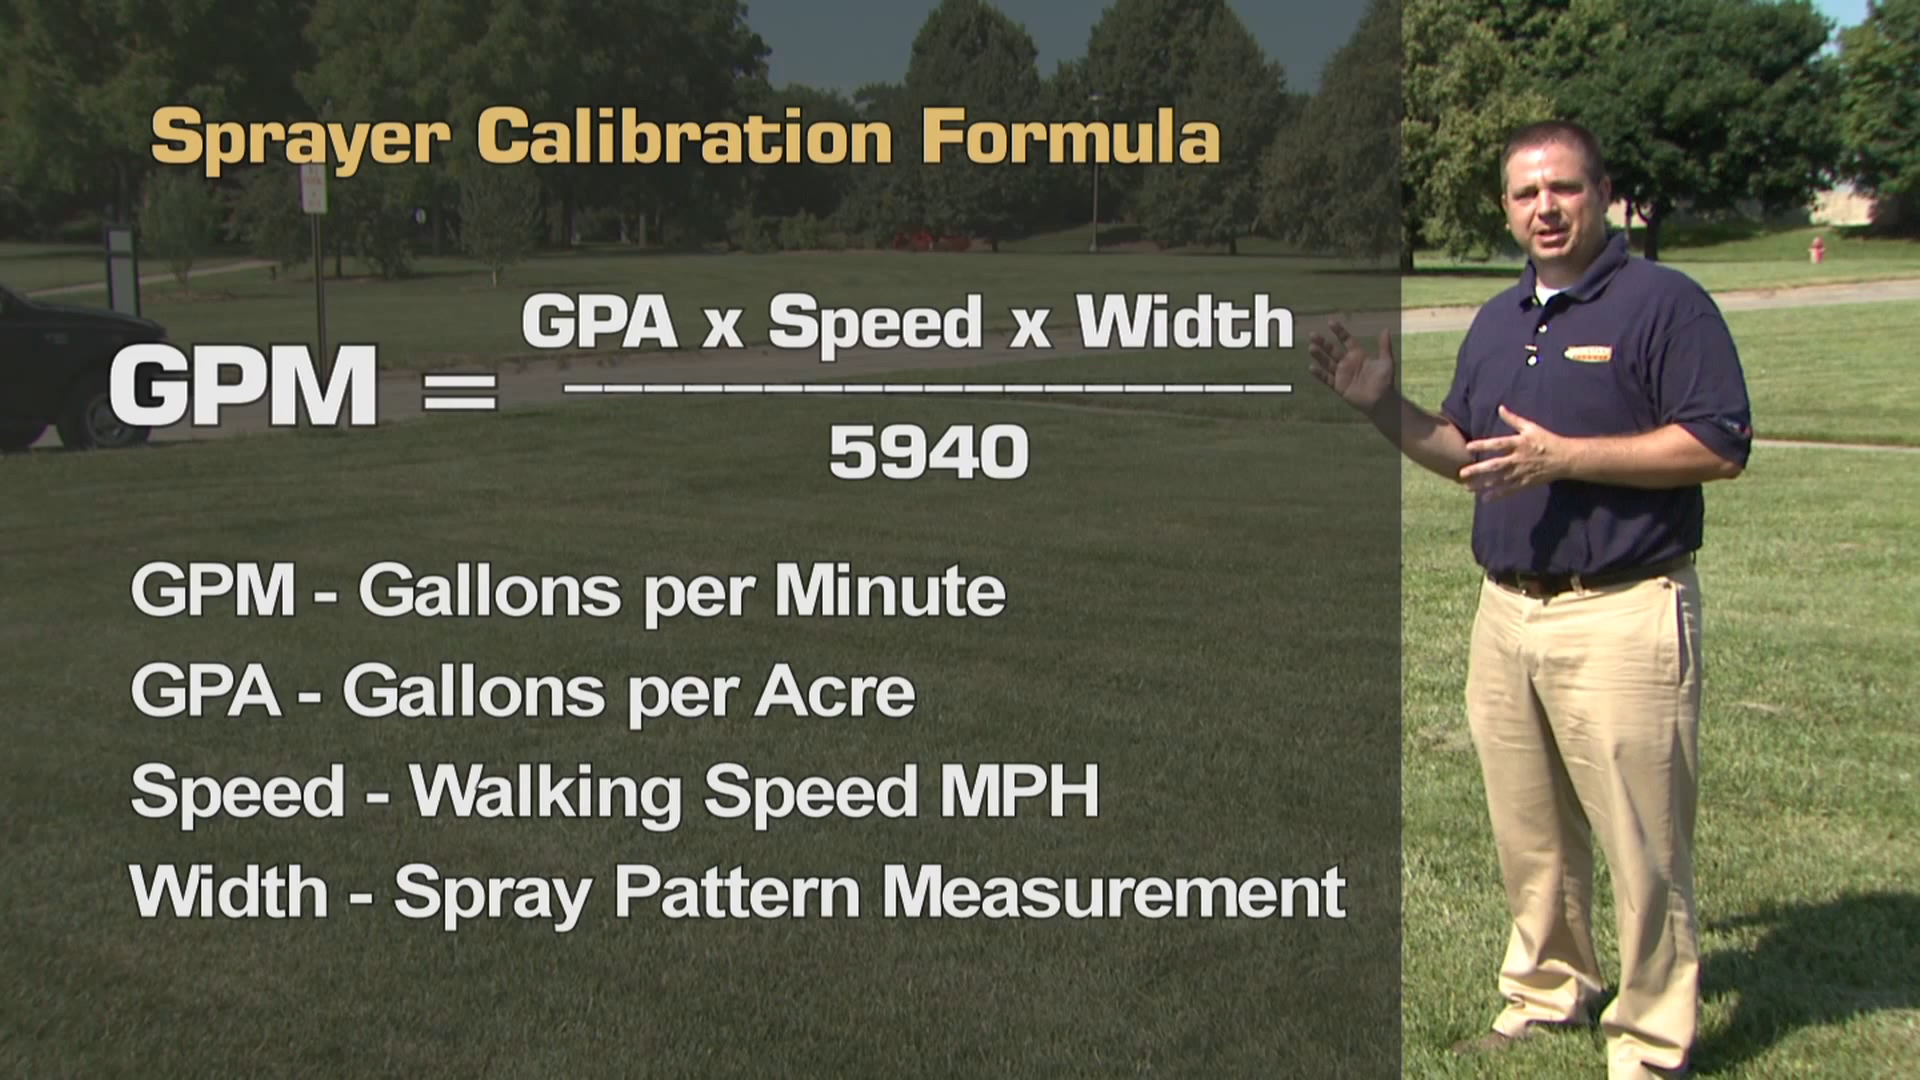 Sprayer Calibration Formula
GPA x Speed x Width
GPM = ———————————
5940
GPM - Gallons per Minute
GPA - Gallons per Acre
Speed - Walking Speed MPH
Width - Spray Pattern Measurement